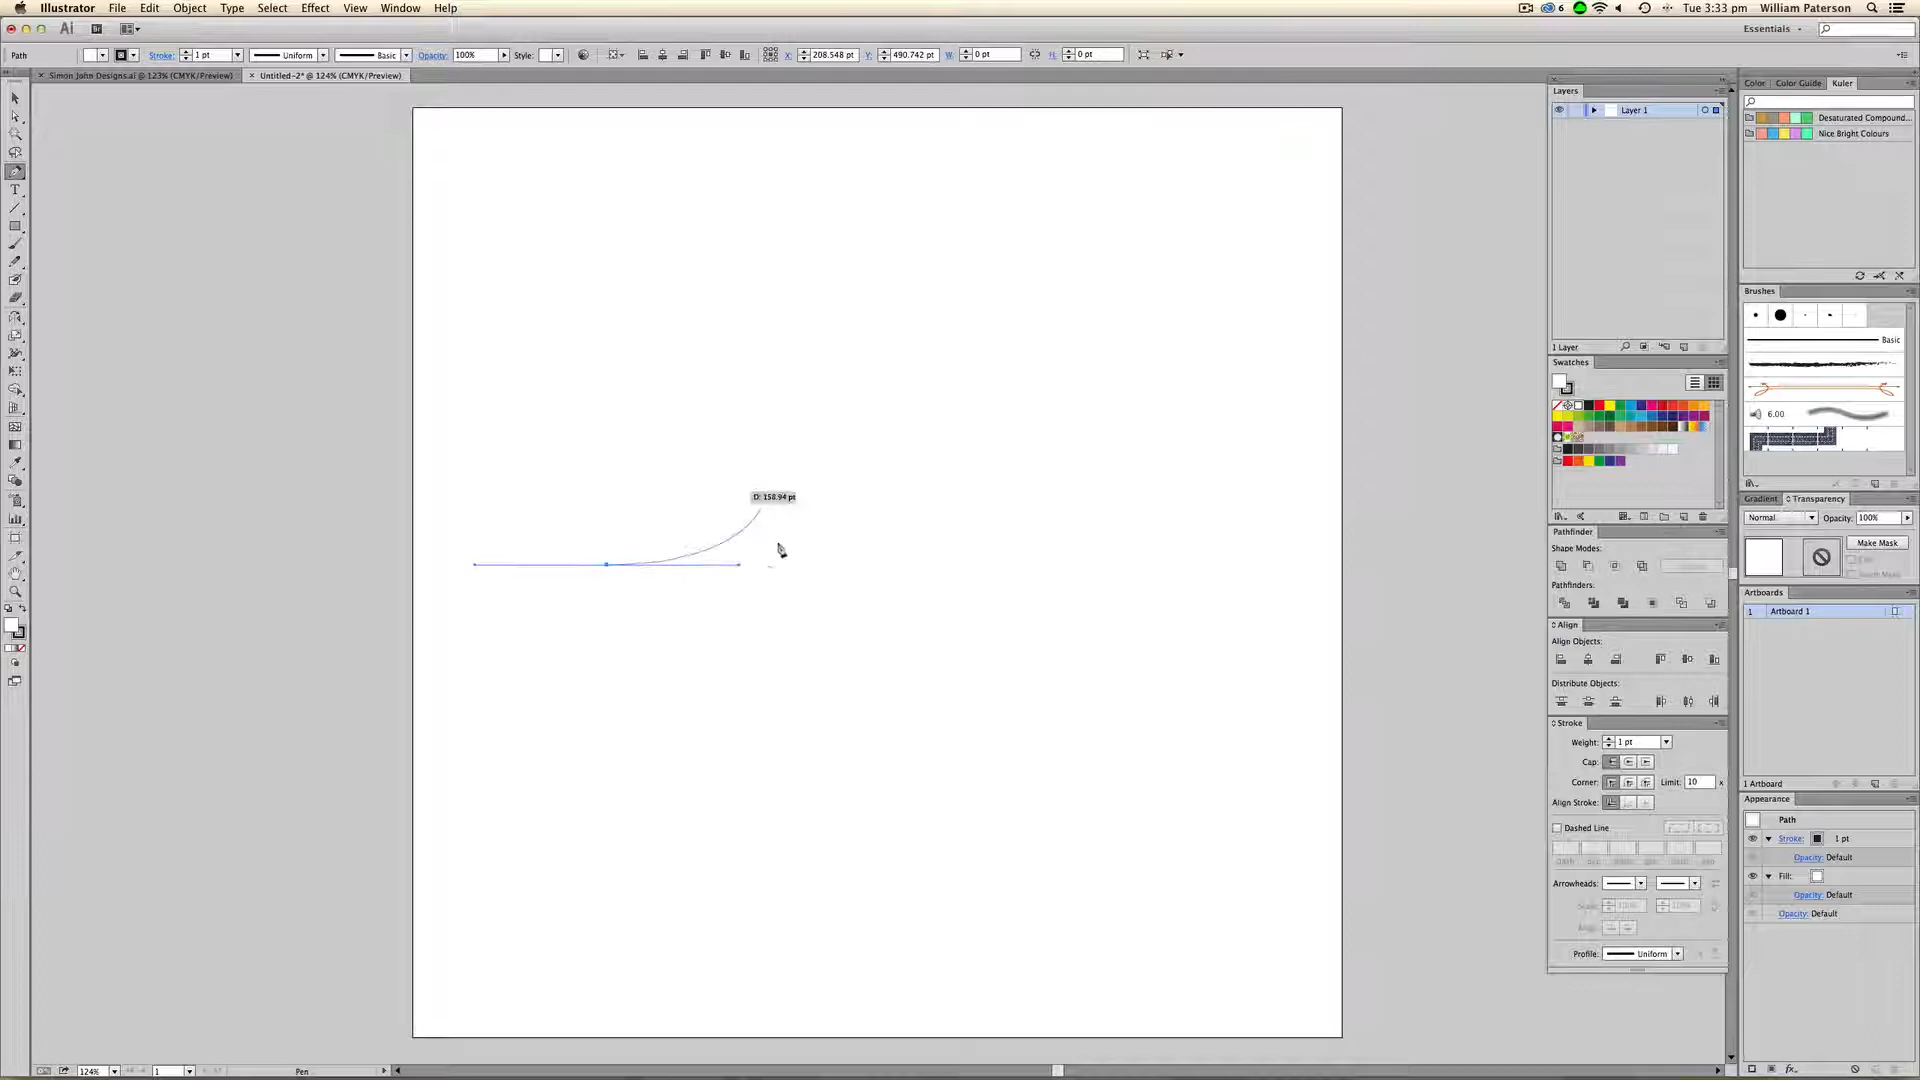 Illustrator File Edit Object Type Select Effect View Window Help
6 Tue 3:33 pm William Paterson
Ai Br Essentials
Path Stroke: 1 pt Uniform Basic Opacity: 100% Style: X: 208.548 pt Y: 490.742 pt W: 0 pt H: 0 pt
Simon John Designs.ai @ 123% (CMYK/Preview) Untitled-2* @ 124% (CMYK/Preview)
Layers
Layer 1
1 Layer
Color Color Guide Kuler
Desaturated Compound...
Nice Bright Colours
Brushes
Basic
6.00
Swatches
D: 158.94 pt
Gradient Transparency
Normal Opacity: 100%
Make Mask
Pathfinder
Shape Modes:
Pathfinders:
Artboards
1 Artboard 1
1 Artboard
Align
Align Objects:
Distribute Objects:
Stroke
Weight: 1 pt
Cap:
Corner: Limit: 10 x
Align Stroke:
Dashed Line
Arrowheads:
Profile: Uniform
Appearance
Path
Stroke: 1 pt
Opacity: Default
Fill:
Opacity: Default
Opacity: Default
fx
124% 1 Pen